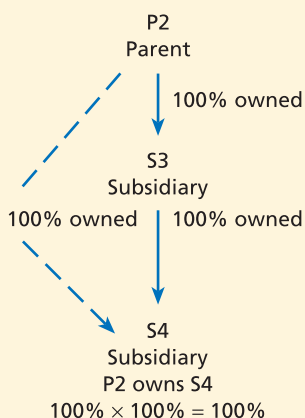 P2
Parent
100% owned
S3
Subsidiary
100% owned 100% owned
S4
Subsidiary
P2 owns S4
100% × 100% = 100%